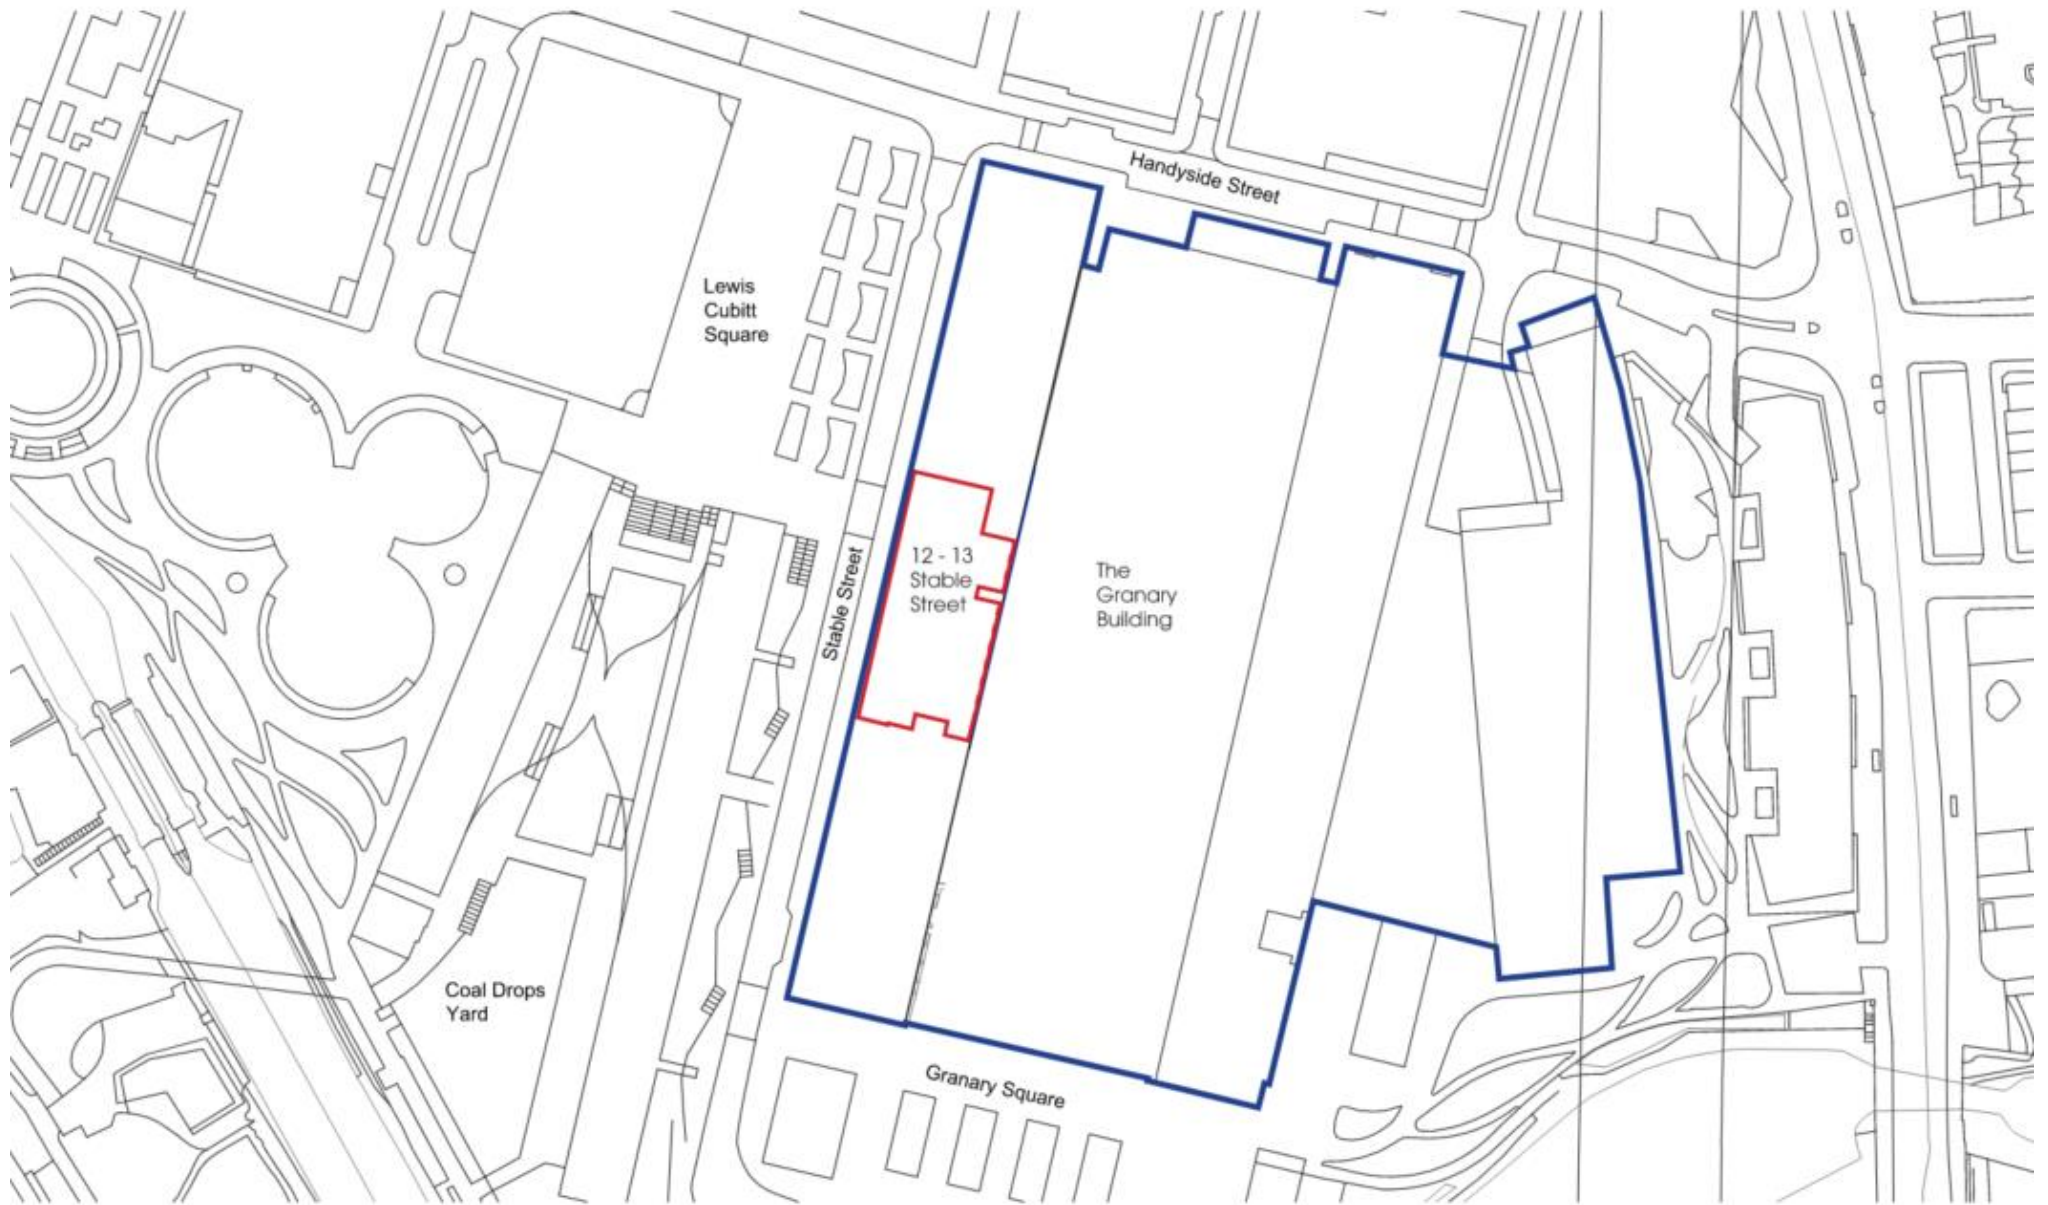 Handyside Street
Lewis
Cubitt
Square
12 - 13
Stable
Street
Stable Street
The
Granary
Building
Coal Drops
Yard
Granary Square